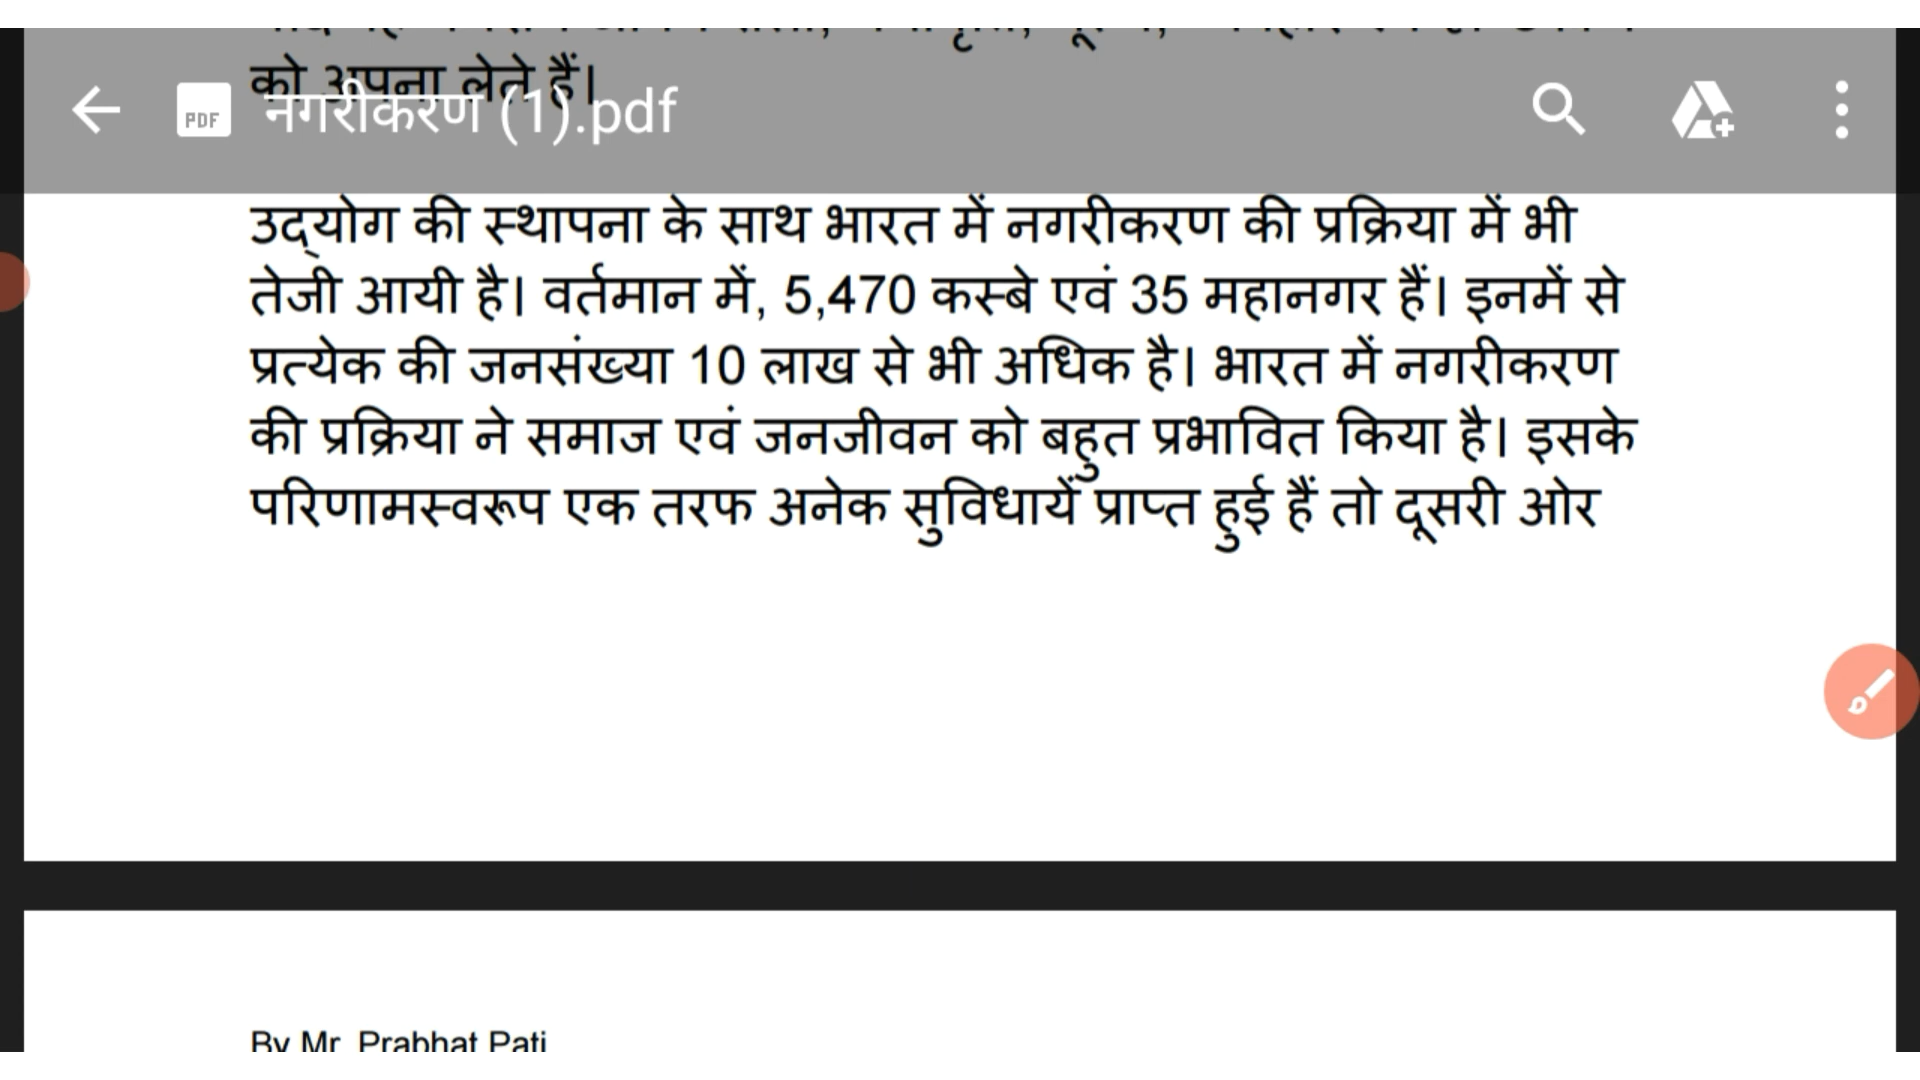 को अपना लेते हैं।
PDF नगरीकरण (1).pdf
उद्योग की स्थापना के साथ भारत में नगरीकरण की प्रक्रिया में भी
तेजी आयी है। वर्तमान में, 5,470 कस्बे एवं 35 महानगर हैं। इनमें से
प्रत्येक की जनसंख्या 10 लाख से भी अधिक है। भारत में नगरीकरण
की प्रक्रिया ने समाज एवं जनजीवन को बहुत प्रभावित किया है। इसके
परिणामस्वरूप एक तरफ अनेक सुविधायें प्राप्त हुई हैं तो दूसरी ओर
By Mr. Prabhat Pati